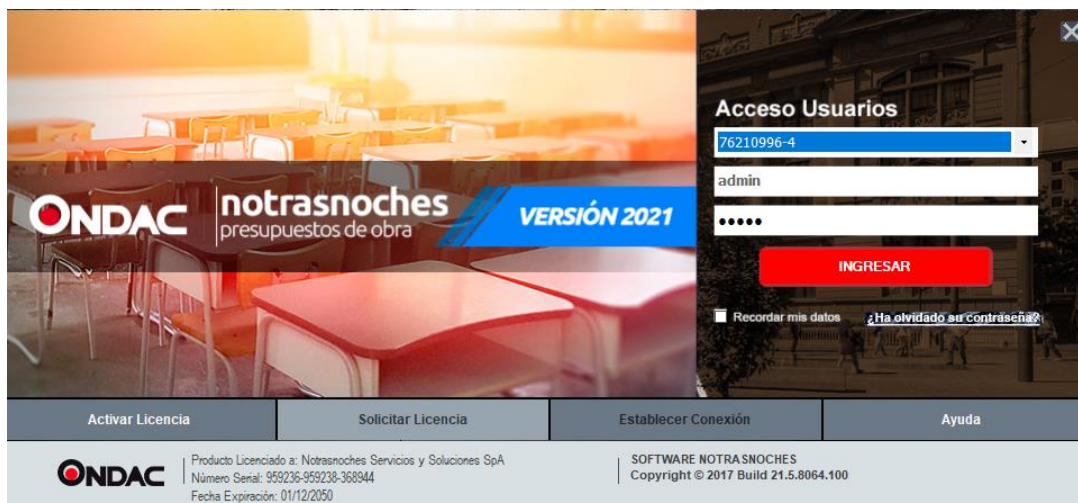 Acceso Usuarios
76210996-4
admin
•••••
INGRESAR
Recordar mis datos ¿Ha olvidado su contraseña?
ONDAC
notrasnoches
presupuestos de obra
VERSIÓN 2021
Activar Licencia Solicitar Licencia Establecer Conexión Ayuda
ONDAC
Producto Licenciado a: Notrasnoches Servicios y Soluciones SpA
Número Serial: 959236-959238-368944
Fecha Expiración: 01/12/2050
SOFTWARE NOTRASNOCHES
Copyright © 2017 Build 21.5.8064.100